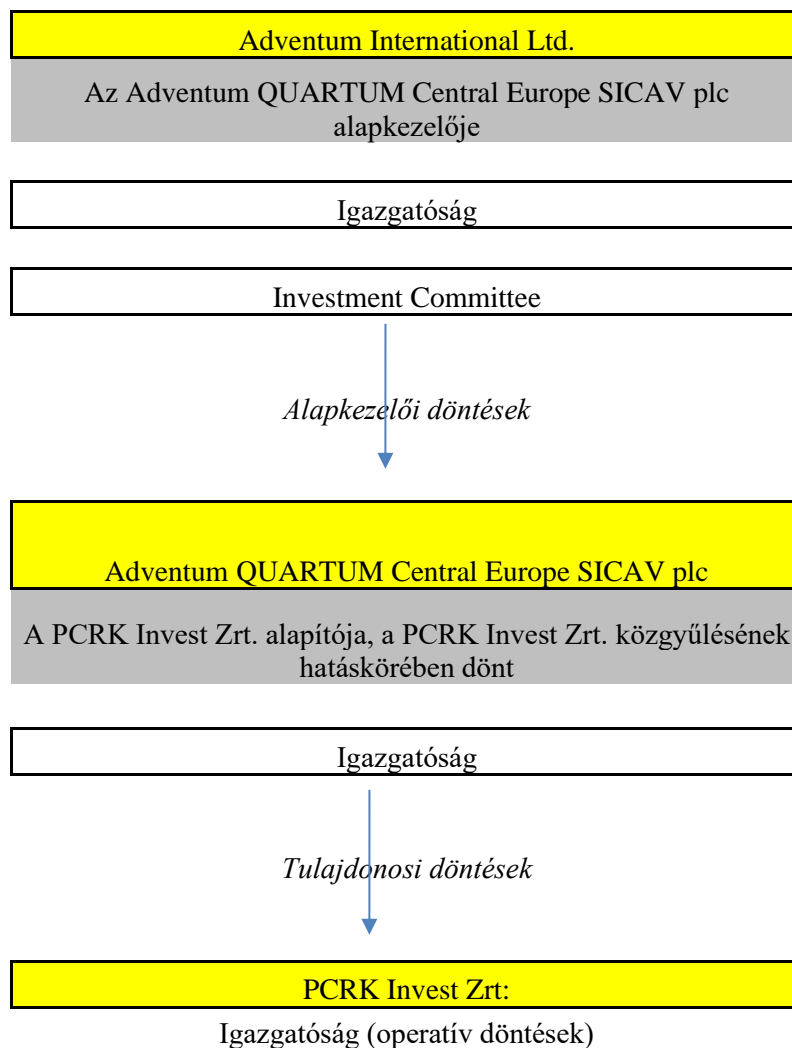 Adventum International Ltd.
Az Adventum QUARTUM Central Europe SICAV plc
alapkezelője
Igazgatóság
Investment Committee
Alapkezelői döntések
Adventum QUARTUM Central Europe SICAV plc
A PCRK Invest Zrt. alapítója, a PCRK Invest Zrt. közgyűlésének
hatáskörében dönt
Igazgatóság
Tulajdonosi döntések
PCRK Invest Zrt:
Igazgatóság (operatív döntések)